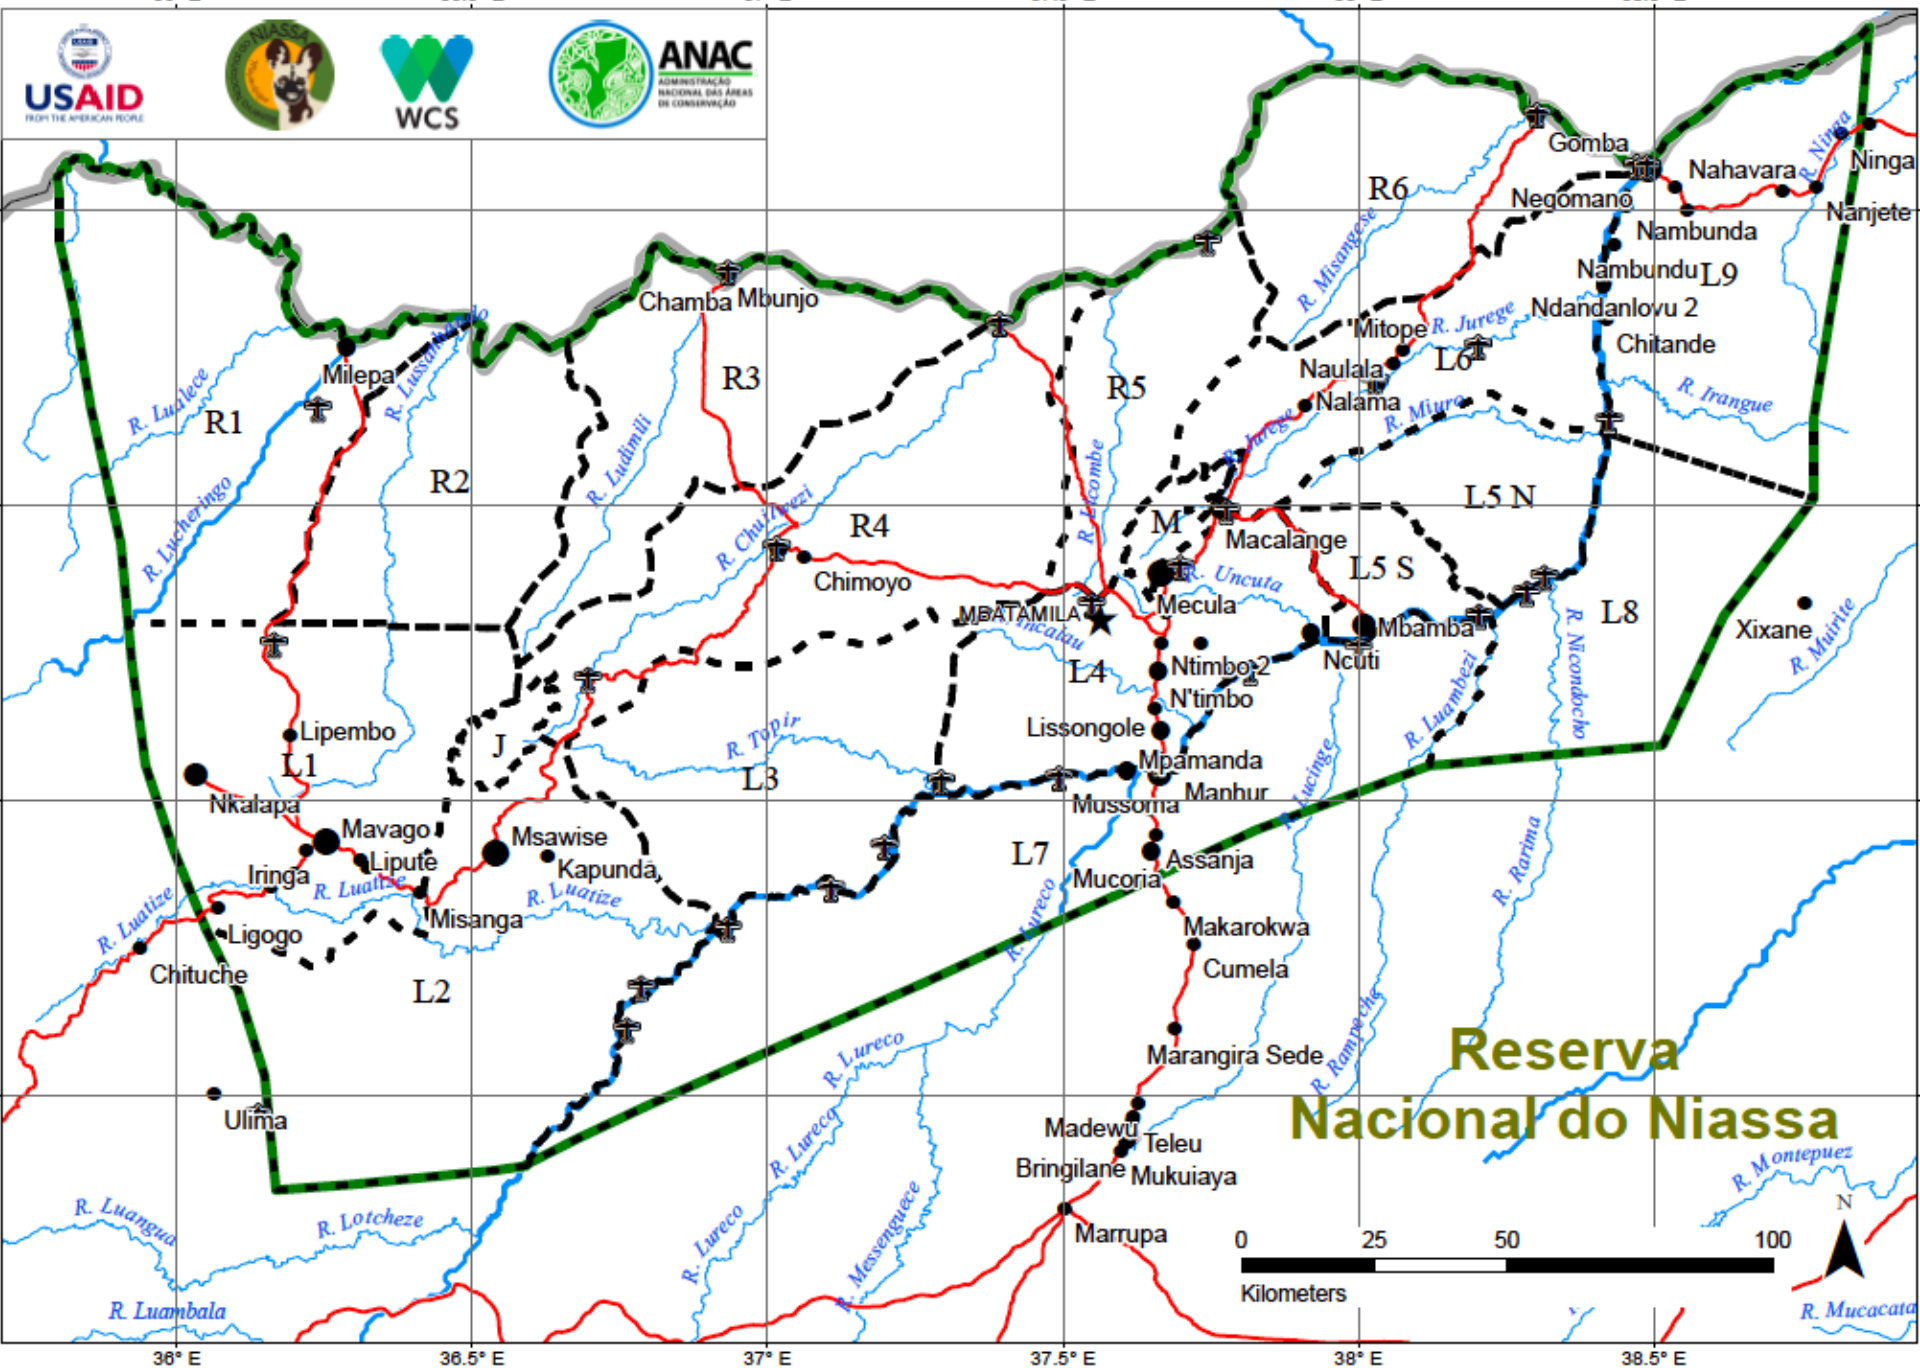 USAID
FROM THE AMERICAN PEOPLE
NIASSA
WCS
ANAC
ADMINISTRAÇÃO
NACIONAL DAS ÁREAS
DE CONSERVAÇÃO
Gomba
R. Ninga
Ninga
Nahavara
R6
Negomano
Nanjete
Nambunda
R. Misangese
Nambundu
L9
Chamba
Mbunjo
Ndandanlovu 2
R. Lussanhando
Mitope
R. Jurege
Chitande
Milepa
R3
R5
Naulala
L6
R. Lualece
Nalama
R. Irangue
R1
R. Miuro
R. Jurege
R. Ludimili
R2
R. Lucheringo
R. Chuilwezi
R4
R. Licombe
M
L5 N
Macalange
Chimoyo
L5 S
R. Uncuta
MBATAMILA
Mecula
L8
R. Incalau
Mbamba
Xixane
R. Muirite
L4
Ntimbo 2
Ncuti
N'timbo
R. Luambezi
R. Nicondocho
Lipembo
J
R. Topir
Lissongole
L1
L3
Mpamanda
Nkalapa
Mussoma
Manhur
R. Lucinge
Mavago
Msawise
L7
Lipute
Kapunda
Assanja
Iringa
R. Luatize
R. Luatize
Mucoria
R. Rarima
R. Luatize
Misanga
R. Lureco
Makarokwa
Ligogo
Chituche
Cumela
L2
Reserva
R. Lureco
Marangira Sede
R. Rampeche
Ulima
Nacional do Niassa
R. Lureco
Madewu
Teleu
Bringilane
Mukuiaya
R. Montepuez
R. Luangua
R. Lotcheze
R. Lureco
R. Messenguece
Marrupa
N
0 25 50 100
Kilometers
R. Luambala
R. Mucacata
36° E 36.5° E 37° E 37.5° E 38° E 38.5° E